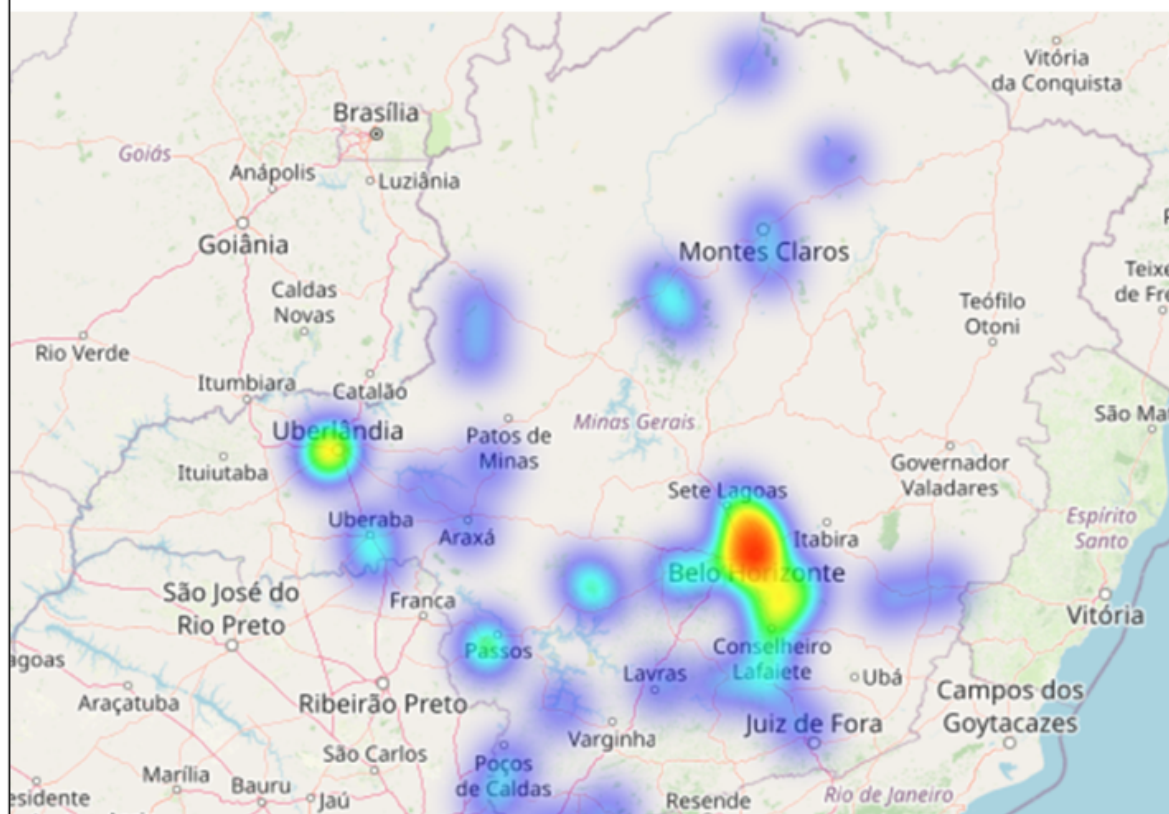 Vitória
da Conquista
Brasília
Goiás
Anápolis
Luziânia
Goiânia
Montes Claros
Caldas
Novas
Teófilo
Otoni
Rio Verde
Itumbiara
Catalão
Minas Gerais
São Ma
Uberlândia
Patos de
Minas
Ituiutaba
Governador
Valadares
Sete Lagoas
Uberaba
Araxá
Itabira
Espírito
Santo
Belo Horizonte
São José do
Rio Preto
Franca
Vitória
Passos
Conselheiro
Lafaiete
agoas
Lavras
Ubá
Araçatuba
Ribeirão Preto
Campos dos
Goytacazes
Juiz de Fora
Varginha
São Carlos
Poços
de Caldas
Marília
Bauru
Jaú
esidente
Resende
Rio de Janeiro